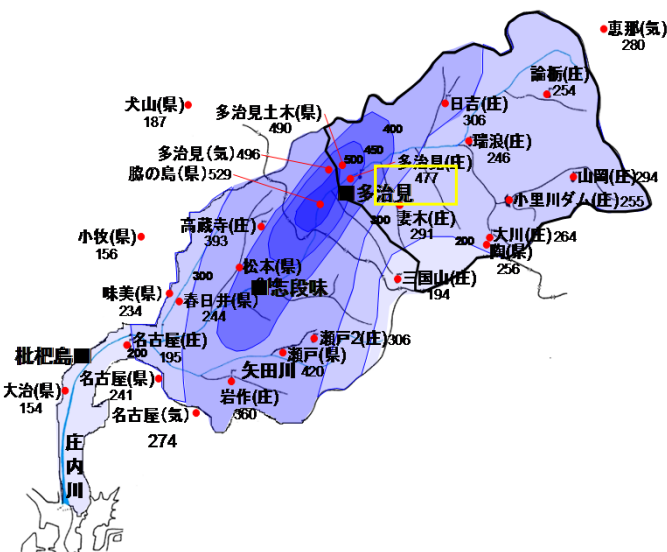 恵那(気)
280
論栃(庄)
254
犬山(県)
187
多治見土木(県)
490
400
日吉(庄)
306
450
多治見(気)496
500
瑞浪(庄)
246
脇の島(県)529
多治見(庄)
477
山岡(庄)294
多治見
小里川ダム(庄)255
高蔵寺(庄)
393
300
妻木(庄)
291
小牧(県)
156
200
大川(庄)264
陶(県)
256
300
松本(県)
三国山(庄)
194
味美(県)
234
志段味
春日井(県)
244
名古屋(庄)
195
瀬戸2(庄)306
枇杷島
200
瀬戸(県)
420
矢田川
大治(県)
154
名古屋(県)
241
岩作(庄)
360
名古屋(気)
274
庄内川